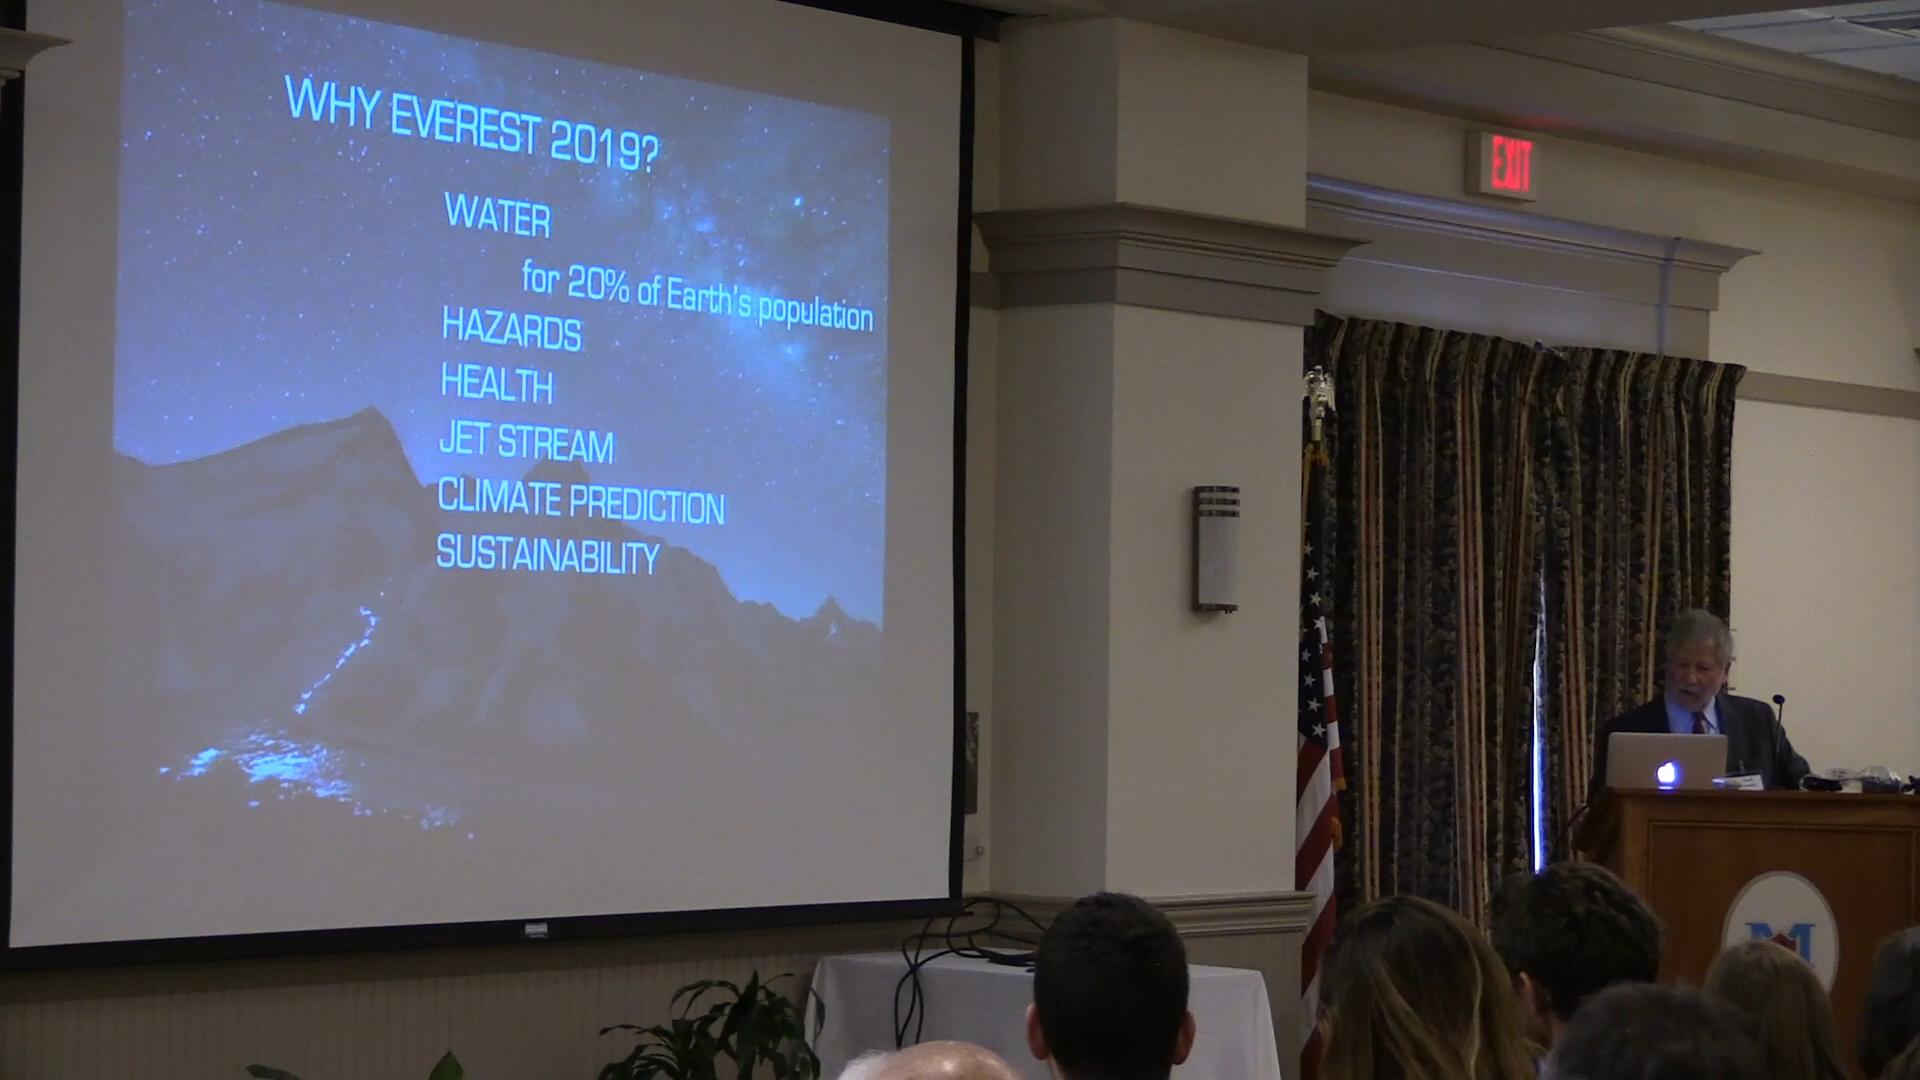 WHY EVEREST 2019?
WATER
for 20% of Earth's population
HAZARDS
HEALTH
JET STREAM
CLIMATE PREDICTION
SUSTAINABILITY
EXIT
M